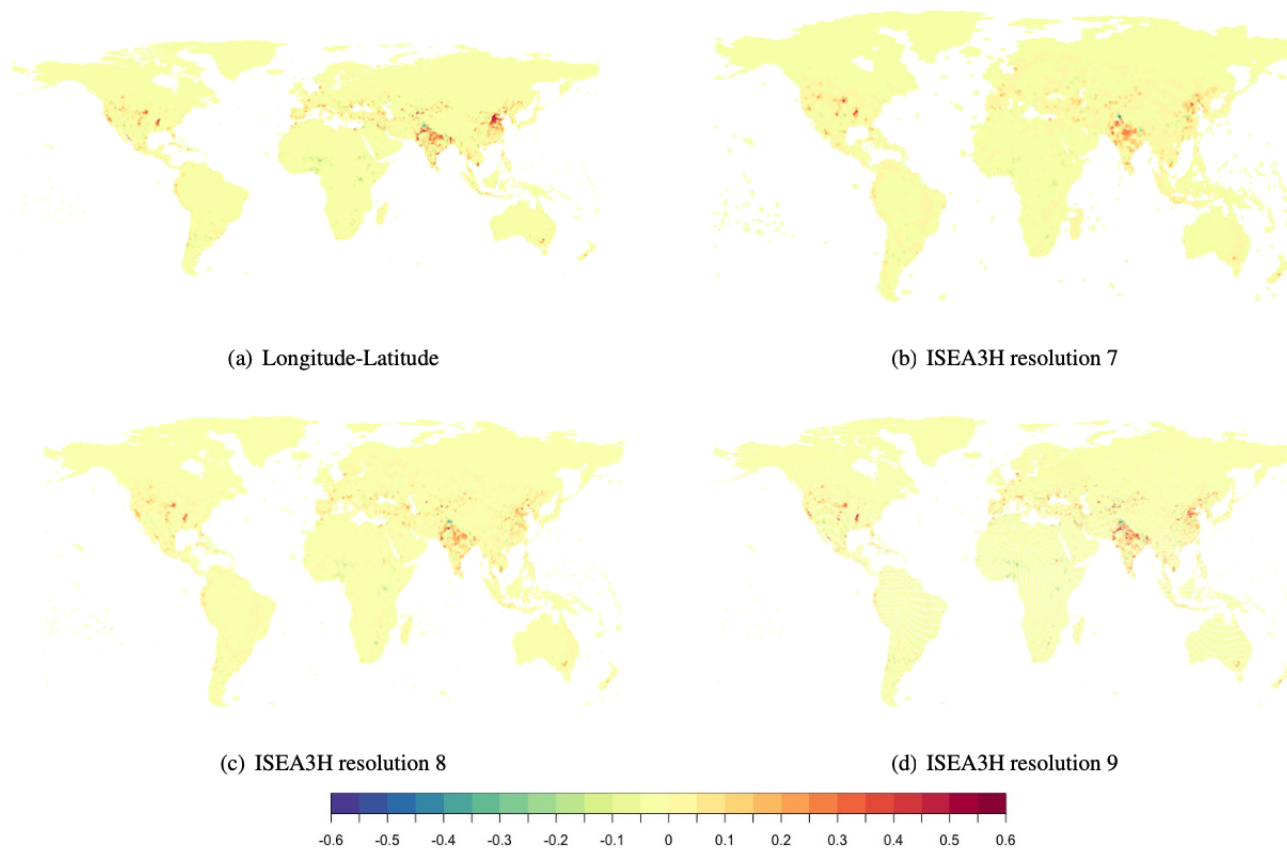 (a) Longitude-Latitude
(b) ISEA3H resolution 7
(c) ISEA3H resolution 8
(d) ISEA3H resolution 9
-0.6 -0.5 -0.4 -0.3 -0.2 -0.1 0 0.1 0.2 0.3 0.4 0.5 0.6